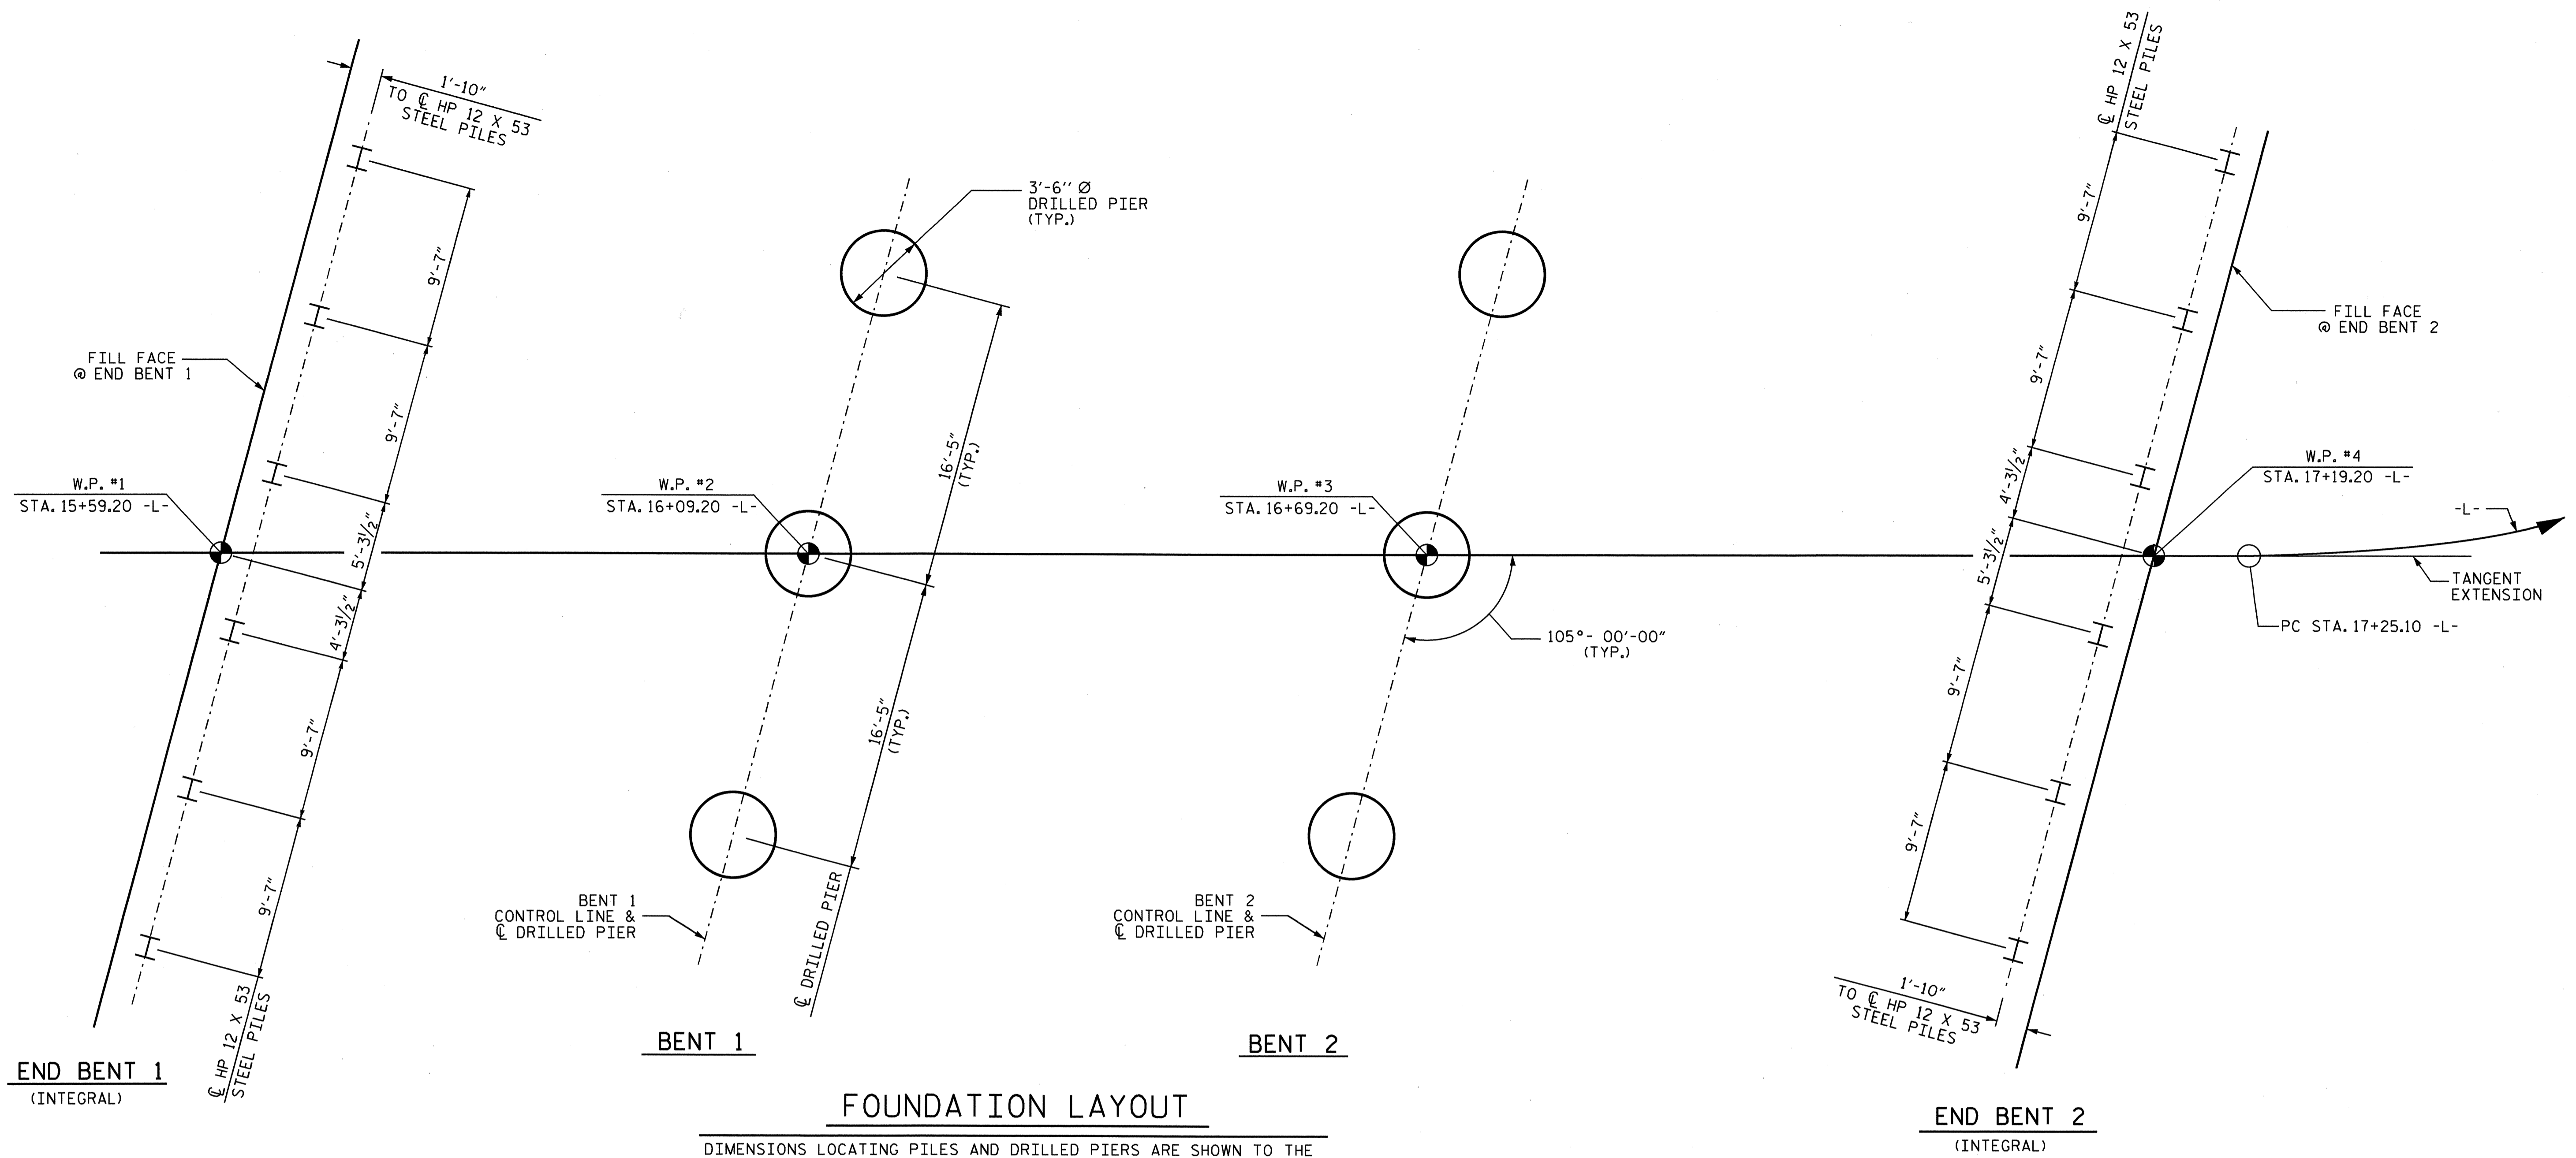 1'-10"
TO ℄ HP 12 X 53
STEEL PILES
9'-7"
9'-7"
5'-3½"
4'-3½"
9'-7"
9'-7"
℄ HP 12 X 53
STEEL PILES
FILL FACE
@ END BENT 1
W.P. #1
STA. 15+59.20 -L-
END BENT 1
(INTEGRAL)
3'-6" Ø
DRILLED PIER
(TYP.)
16'-5"
(TYP.)
W.P. #2
STA. 16+09.20 -L-
16'-5"
(TYP.)
BENT 1
CONTROL LINE &
℄ DRILLED PIER
℄ DRILLED PIER
BENT 1
W.P. #3
STA. 16+69.20 -L-
105°- 00'-00"
(TYP.)
BENT 2
CONTROL LINE &
℄ DRILLED PIER
BENT 2
℄ HP 12 X 53
STEEL PILES
9'-7"
9'-7"
4'-3½"
5'-3½"
9'-7"
9'-7"
FILL FACE
@ END BENT 2
W.P. #4
STA. 17+19.20 -L-
-L-
TANGENT
EXTENSION
PC STA. 17+25.10 -L-
1'-10"
TO ℄ HP 12 X 53
STEEL PILES
END BENT 2
(INTEGRAL)
FOUNDATION LAYOUT
DIMENSIONS LOCATING PILES AND DRILLED PIERS ARE SHOWN TO THE